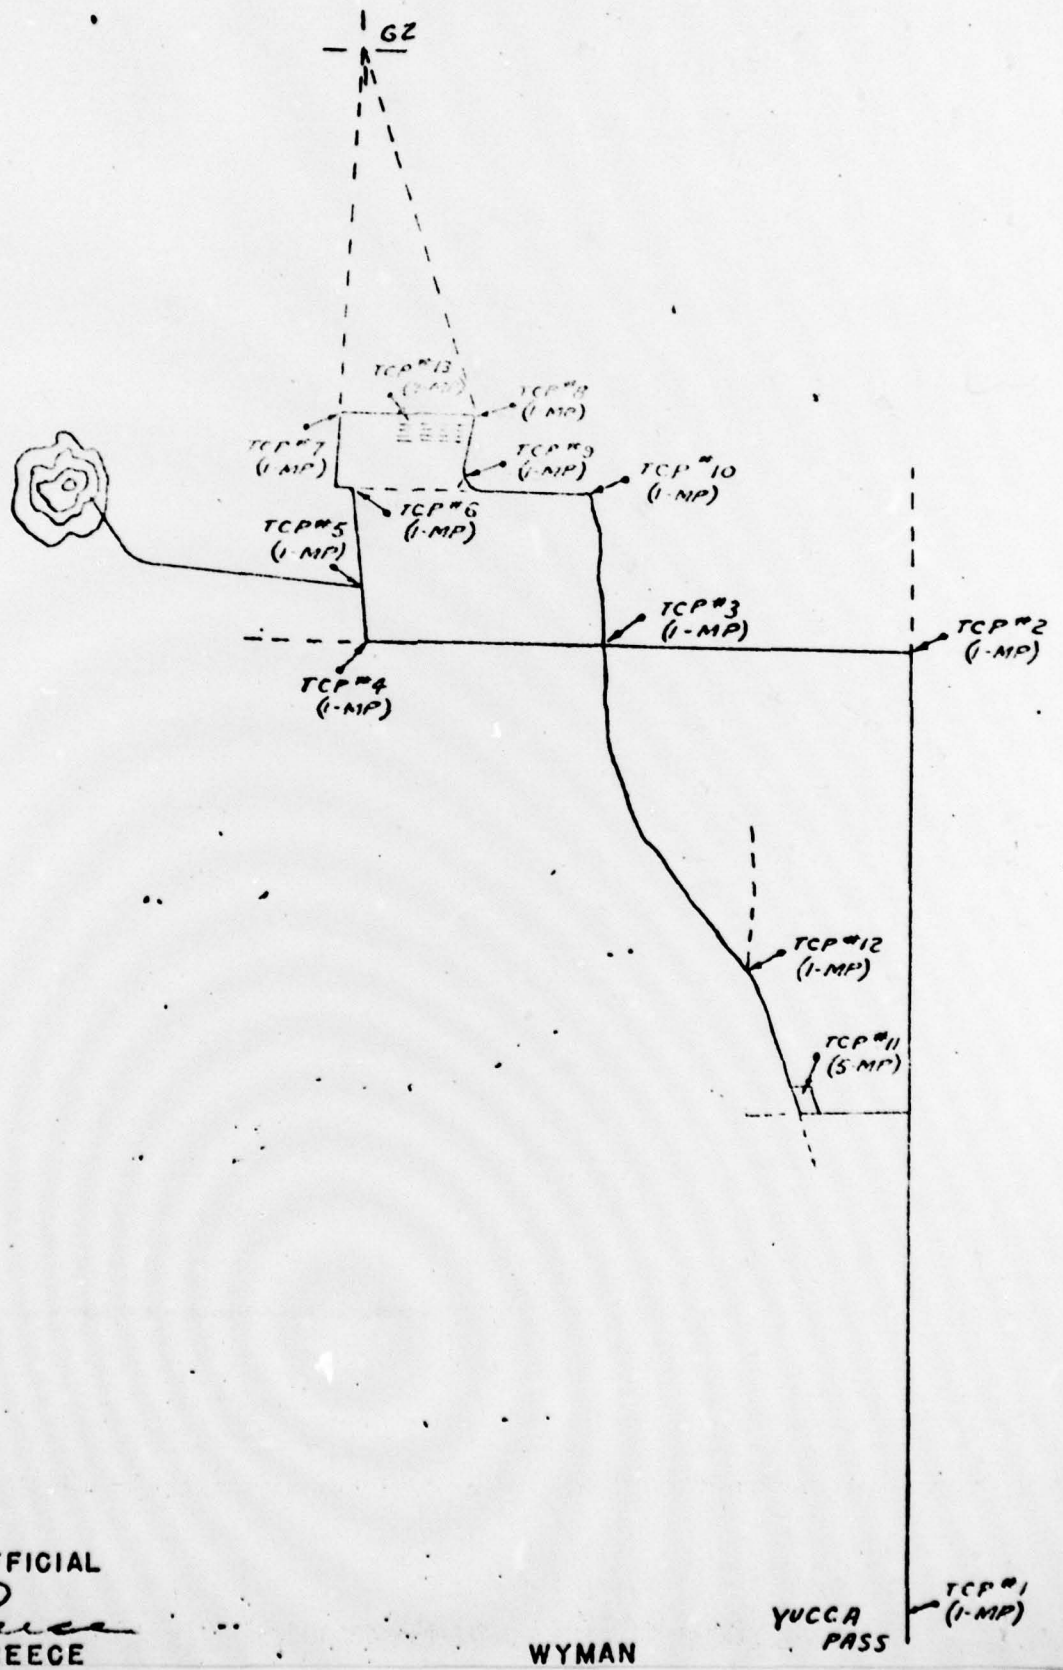 GZ
TCP #13
(2-MP)
TCP #8
(1-MP)
TCP #7
(1-MP)
TCP #9
(1-MP)
TCP #10
(1-MP)
TCP #6
(1-MP)
TCP #5
(1-MP)
TCP #3
(1-MP)
TCP #2
(1-MP)
TCP #4
(1-MP)
TCP #12
(1-MP)
TCP #11
(5-MP)
TCP #1
(1-MP)
YUCCA
PASS
FFICIAL
EECE
WYMAN